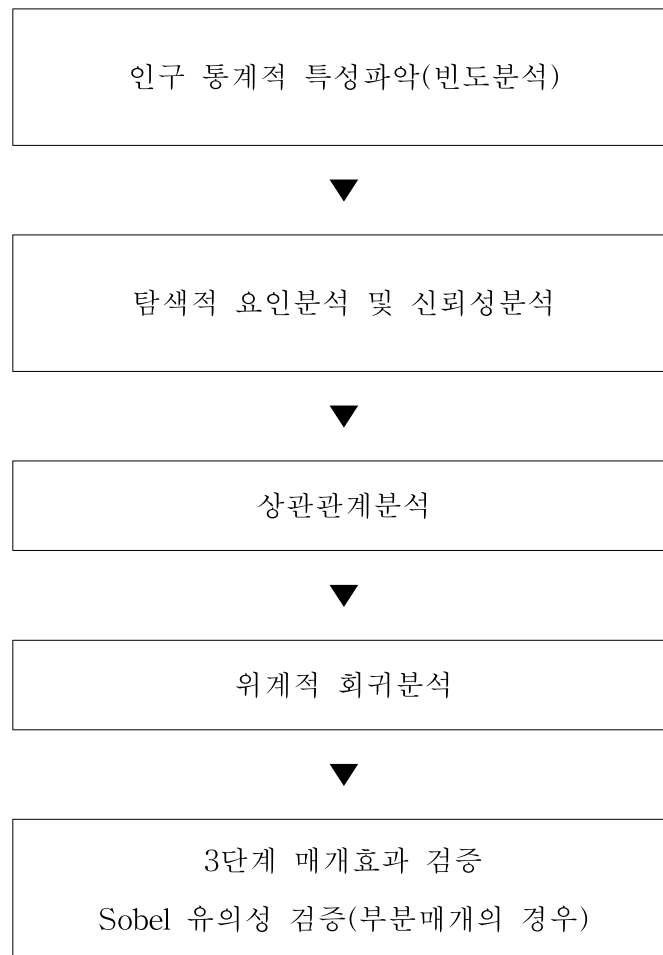 인구 통계적 특성파악(빈도분석)
탐색적 요인분석 및 신뢰성분석
상관관계분석
위계적 회귀분석
3단계 매개효과 검증
Sobel 유의성 검증(부분매개의 경우)